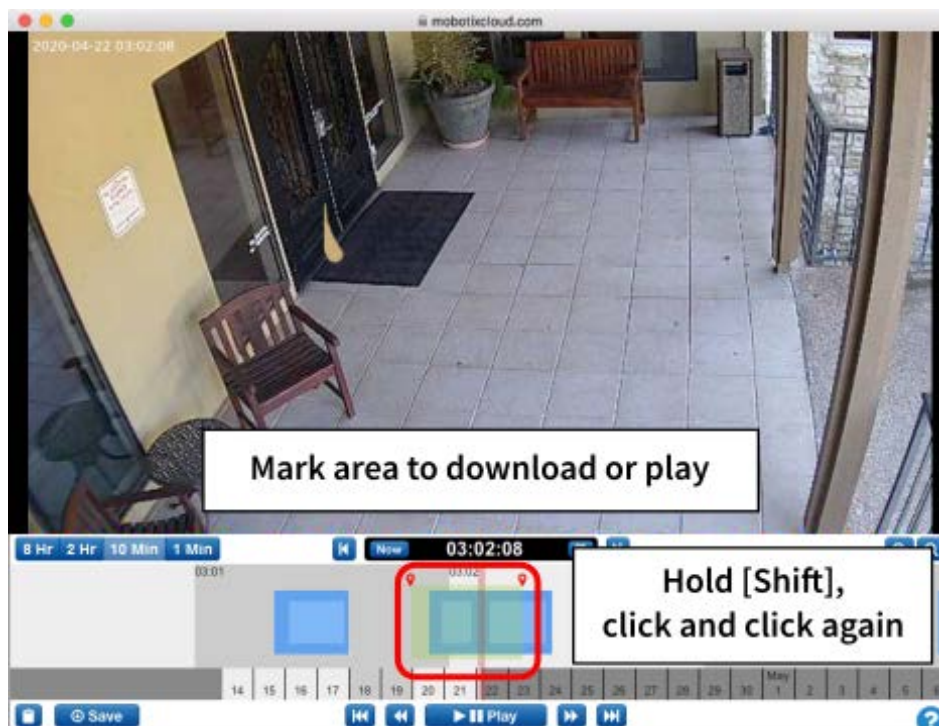 mobotixcloud.com
2020-04-22 03:02:08
Mark area to download or play
8 Hr 2 Hr 10 Min 1 Min Now 03:02:08
03:01 03:02
Hold [Shift],
click and click again
May
14 15 16 17 18 19 20 21 22 23 24 25 26 27 28 29 30 1 2 3 4 5 6
Save Play ?